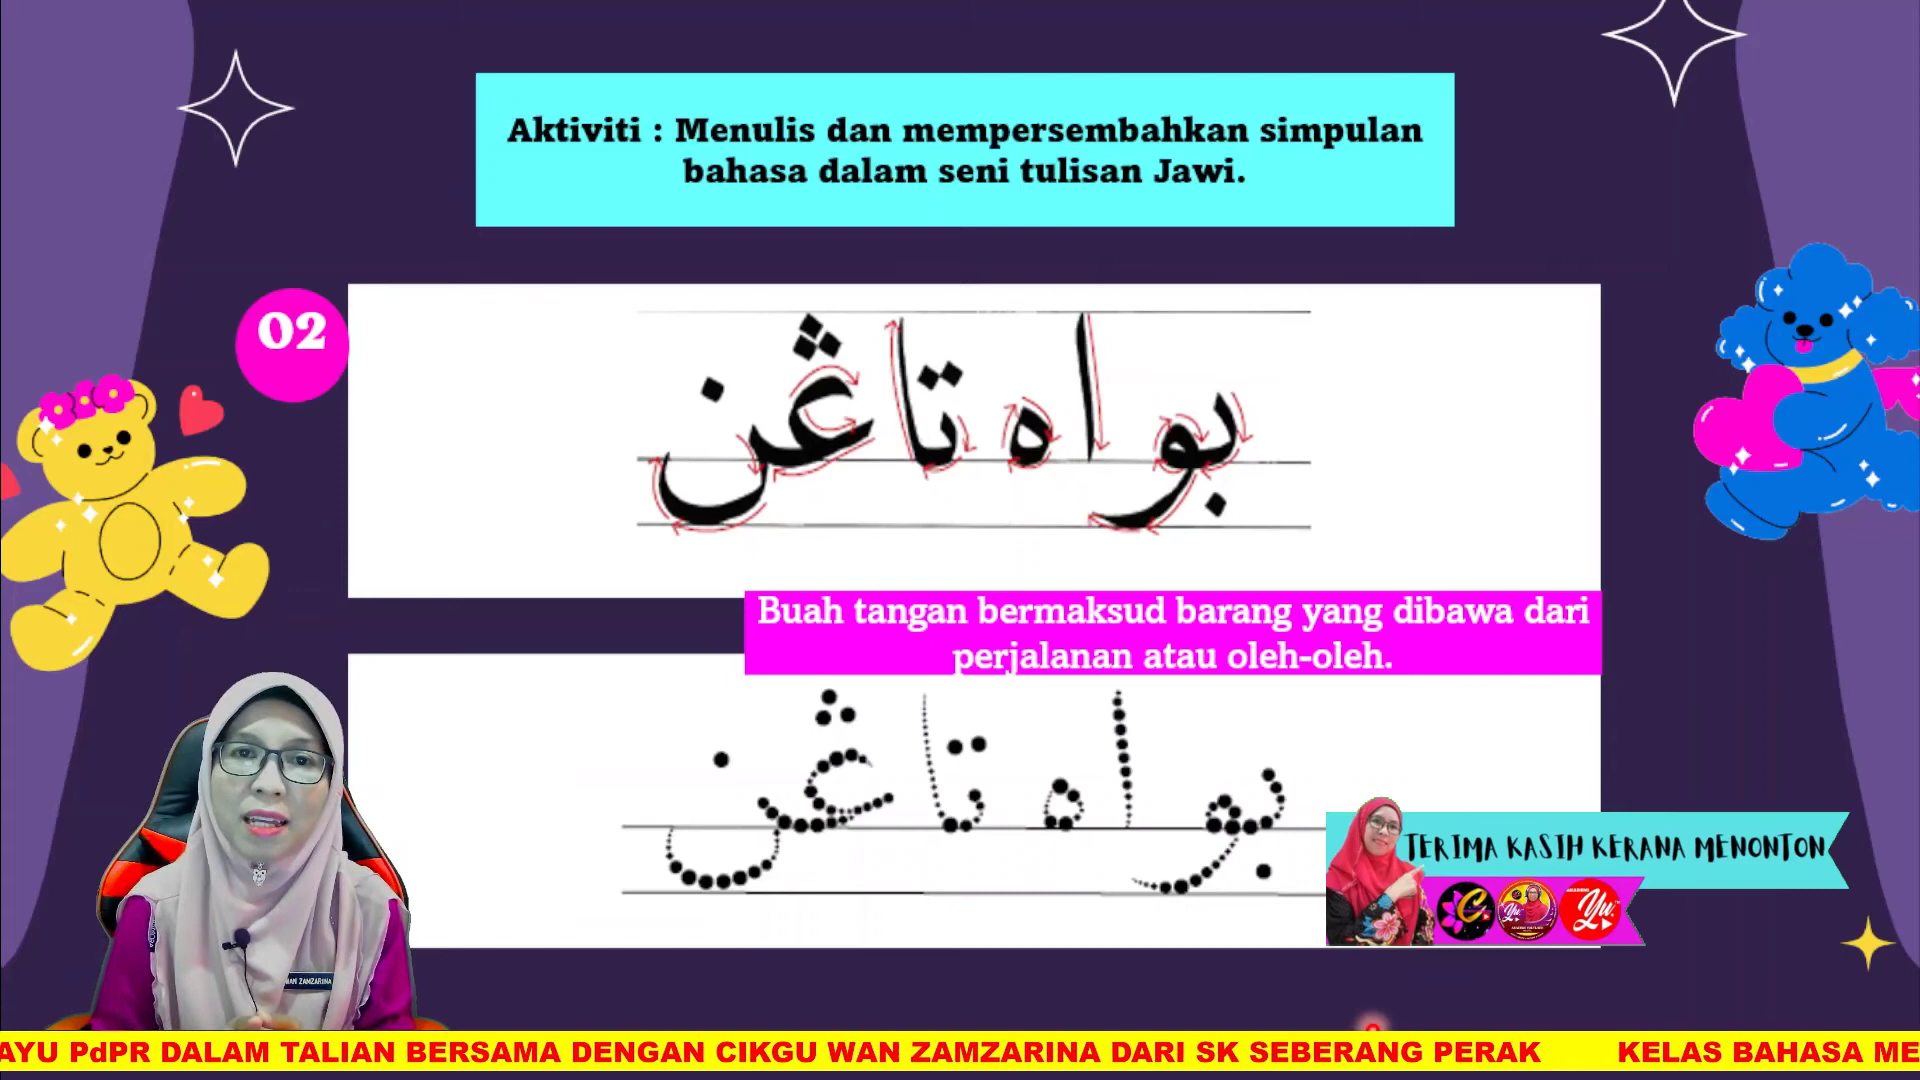 Aktiviti : Menulis dan mempersembahkan simpulan
bahasa dalam seni tulisan Jawi.
02
بواه تاڠن
Buah tangan bermaksud barang yang dibawa dari
perjalanan atau oleh-oleh.
بواه تاڠن
TERIMA KASIH KERANA MENONTON
WAN ZAMZARINA
AYU PdPR DALAM TALIAN BERSAMA DENGAN CIKGU WAN ZAMZARINA DARI SK SEBERANG PERAK KELAS BAHASA ME